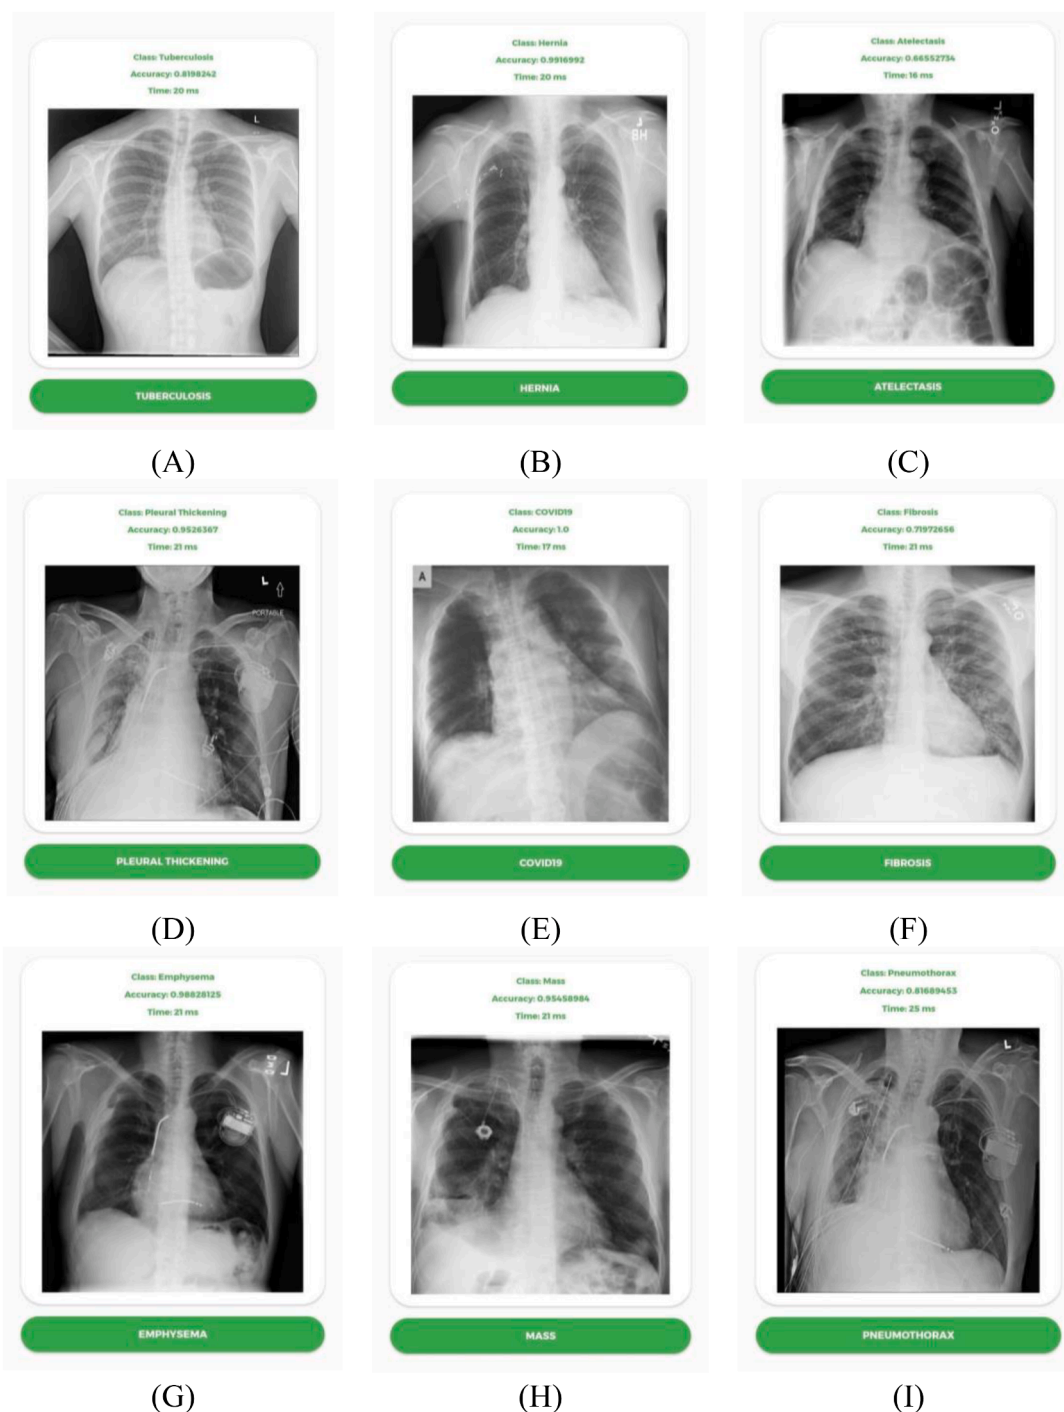 Class: Tuberculosis
Accuracy: 0.8198242
Time: 20 ms
L
TUBERCULOSIS
(A)
Class: Hernia
Accuracy: 0.9916992
Time: 20 ms
L
HB
HERNIA
(B)
Class: Atelectasis
Accuracy: 0.66552734
Time: 16 ms
ATELECTASIS
(C)
Class: Pleural Thickening
Accuracy: 0.9526367
Time: 21 ms
L
PORTABLE
PLEURAL THICKENING
(D)
Class: COVID19
Accuracy: 1.0
Time: 17 ms
A
COVID19
(E)
Class: Fibrosis
Accuracy: 0.71972656
Time: 21 ms
FIBROSIS
(F)
Class: Emphysema
Accuracy: 0.98828125
Time: 21 ms
L
EMPHYSEMA
(G)
Class: Mass
Accuracy: 0.95458984
Time: 21 ms
MASS
(H)
Class: Pneumothorax
Accuracy: 0.81689453
Time: 25 ms
L
PNEUMOTHORAX
(I)